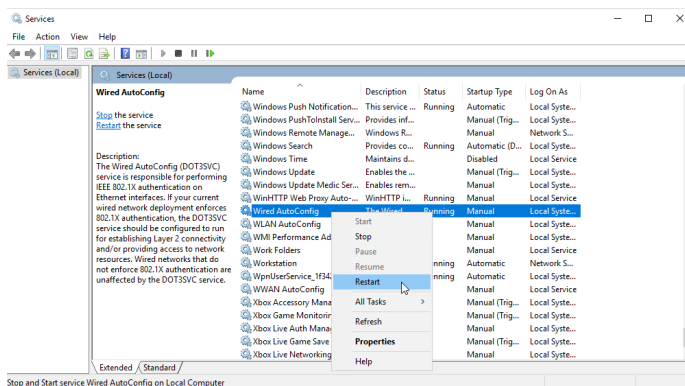 Services
File Action View Help
Services (Local)
Services (Local)
Wired AutoConfig
Stop the service
Restart the service
Description:
The Wired AutoConfig (DOT3SVC)
service is responsible for performing
IEEE 802.1X authentication on
Ethernet interfaces. If your current
wired network deployment enforces
802.1X authentication, the DOT3SVC
service should be configured to run
for establishing Layer 2 connectivity
and/or providing access to network
resources. Wired networks that do
not enforce 802.1X authentication are
unaffected by the DOT3SVC service.
Name Description Status Startup Type Log On As
Windows Push Notification... This service ... Running Automatic Local Syste...
Windows PushToInstall Serv... Provides inf... Manual (Trig... Local Syste...
Windows Remote Manage... Windows R... Manual Network S...
Windows Search Provides co... Running Automatic (D... Local Syste...
Windows Time Maintains d... Disabled Local Service
Windows Update Enables the ... Manual (Trig... Local Syste...
Windows Update Medic Ser... Enables rem... Manual Local Syste...
WinHTTP Web Proxy Auto-... WinHTTP i... Running Manual Local Service
Wired AutoConfig The Wired Running Manual Local Syste...
WLAN AutoConfig Manual Local Syste...
WMI Performance Ad Manual Local Syste...
Work Folders Manual Local Service
Workstation nning Automatic Network S...
WpnUserService_1f34. nning Automatic Local Syste...
WWAN AutoConfig Manual Local Syste...
Xbox Accessory Mana Manual (Trig... Local Syste...
Xbox Game Monitorin Manual (Trig... Local Syste...
Xbox Live Auth Mana Manual Local Syste...
Xbox Live Game Save Manual (Trig... Local Syste...
Xbox Live Networking Manual Local Syste...
Start
Stop
Pause
Resume
Restart
All Tasks
Refresh
Properties
Help
Extended Standard
Stop and Start service Wired AutoConfig on Local Computer